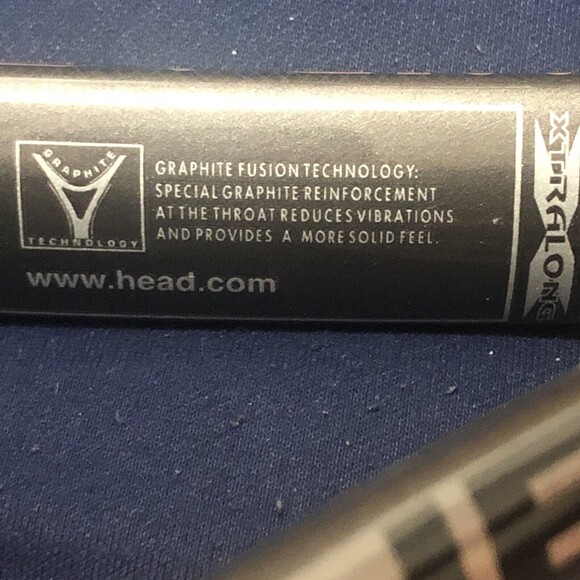 GRAPHITE
TECHNOLOGY
GRAPHITE FUSION TECHNOLOGY:
SPECIAL GRAPHITE REINFORCEMENT
AT THE THROAT REDUCES VIBRATIONS
AND PROVIDES A MORE SOLID FEEL.
www.head.com
XTRALONG